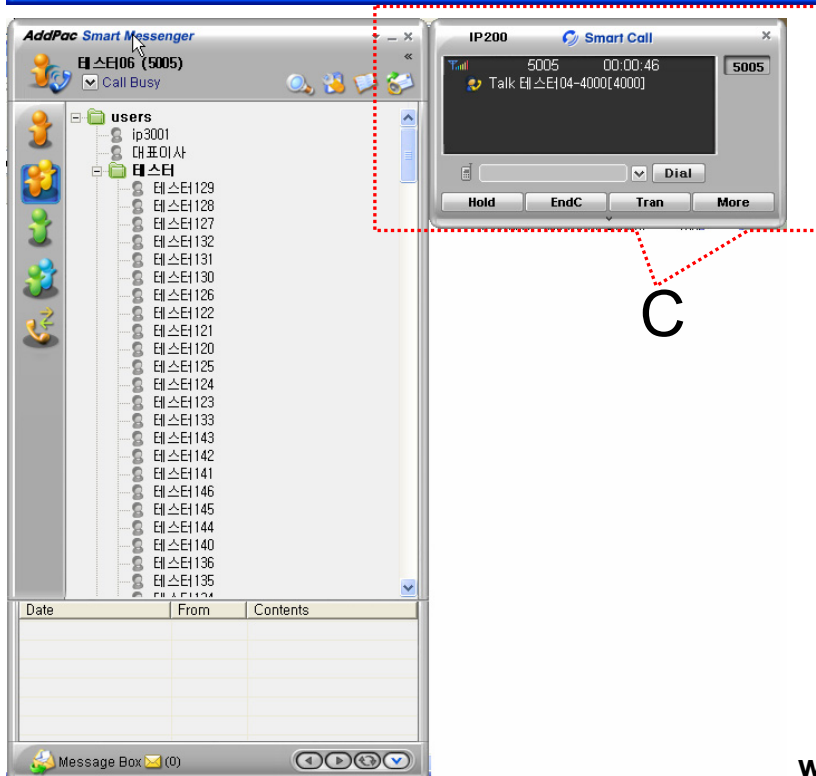 AddPac Smart Messenger
테스터06 (5005)
Call Busy
users
ip3001
대표이사
테스터
테스터129
테스터128
테스터127
테스터132
테스터131
테스터130
테스터126
테스터122
테스터121
테스터120
테스터125
테스터124
테스터123
테스터133
테스터143
테스터142
테스터141
테스터146
테스터145
테스터144
테스터140
테스터136
테스터135
Date From Contents
Message Box (0)
IP200 Smart Call
5005 00:00:46 5005
Talk 테스터04-4000[4000]
Dial
Hold EndC Tran More
C
w